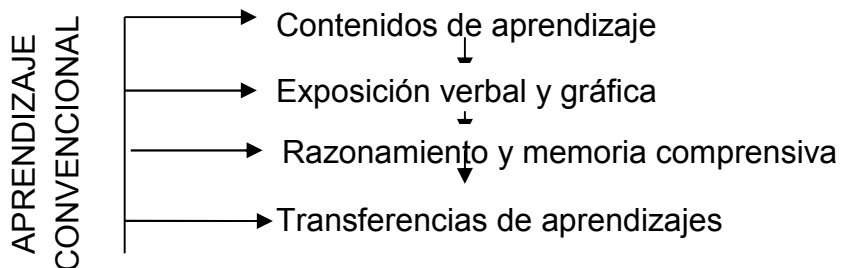 APRENDIZAJE
CONVENCIONAL
Contenidos de aprendizaje
Exposición verbal y gráfica
Razonamiento y memoria comprensiva
Transferencias de aprendizajes